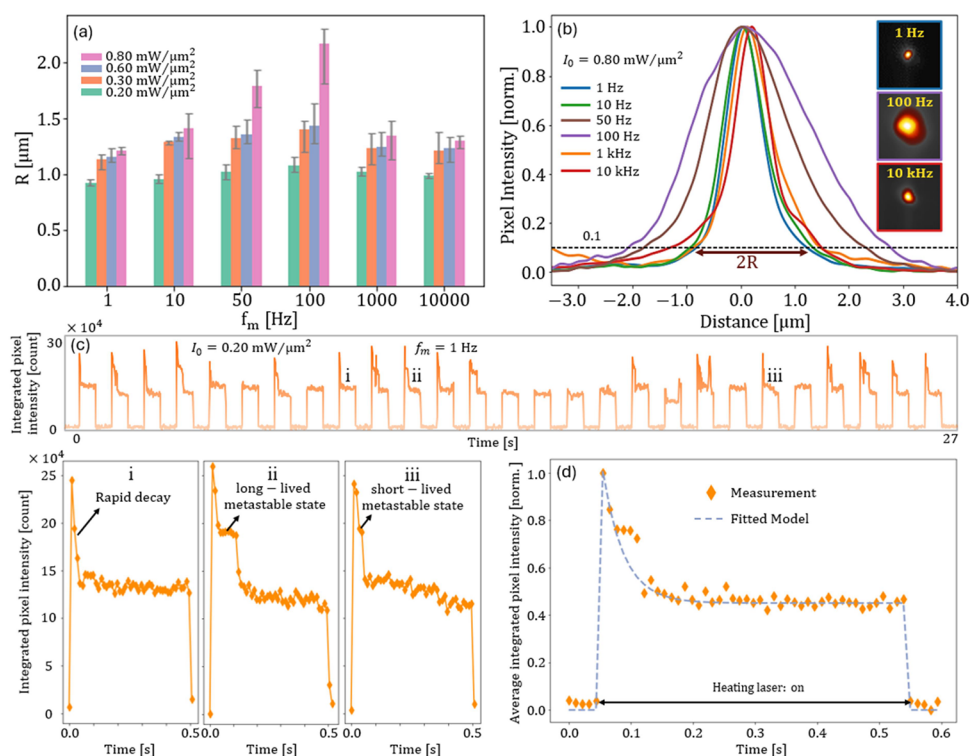 (a)
0.80 mW/μm²
0.60 mW/μm²
0.30 mW/μm²
0.20 mW/μm²
R [μm]
2.0
1.5
1.0
0.5
0.0
1 10 50 100 1000 10000
fₘ [Hz]
(b)
I₀ = 0.80 mW/μm²
1 Hz
10 Hz
50 Hz
100 Hz
1 kHz
10 kHz
1 Hz
100 Hz
10 kHz
Pixel Intensity [norm.]
1.0
0.8
0.6
0.4
0.2
0.0
0.1
2R
−3.0 −2.0 −1.0 0.0 1.0 2.0 3.0 4.0
Distance [μm]
× 10⁴
30
0
(c)
I₀ = 0.20 mW/μm²
fₘ = 1 Hz
i
ii
iii
Integrated pixel
intensity [count]
0 27
Time [s]
× 10⁴
25
20
15
10
5
0
Integrated pixel intensity [count]
i
Rapid decay
0.0 0.5
Time [s]
ii
long − lived
metastable state
0.0 0.5
Time [s]
iii
short − lived
metastable state
0.0 0.5
Time [s]
(d)
Measurement
Fitted Model
Average integrated pixel intensity [norm.]
1.0
0.8
0.6
0.4
0.2
0.0
Heating laser: on
0.0 0.1 0.2 0.3 0.4 0.5 0.6
Time [s]